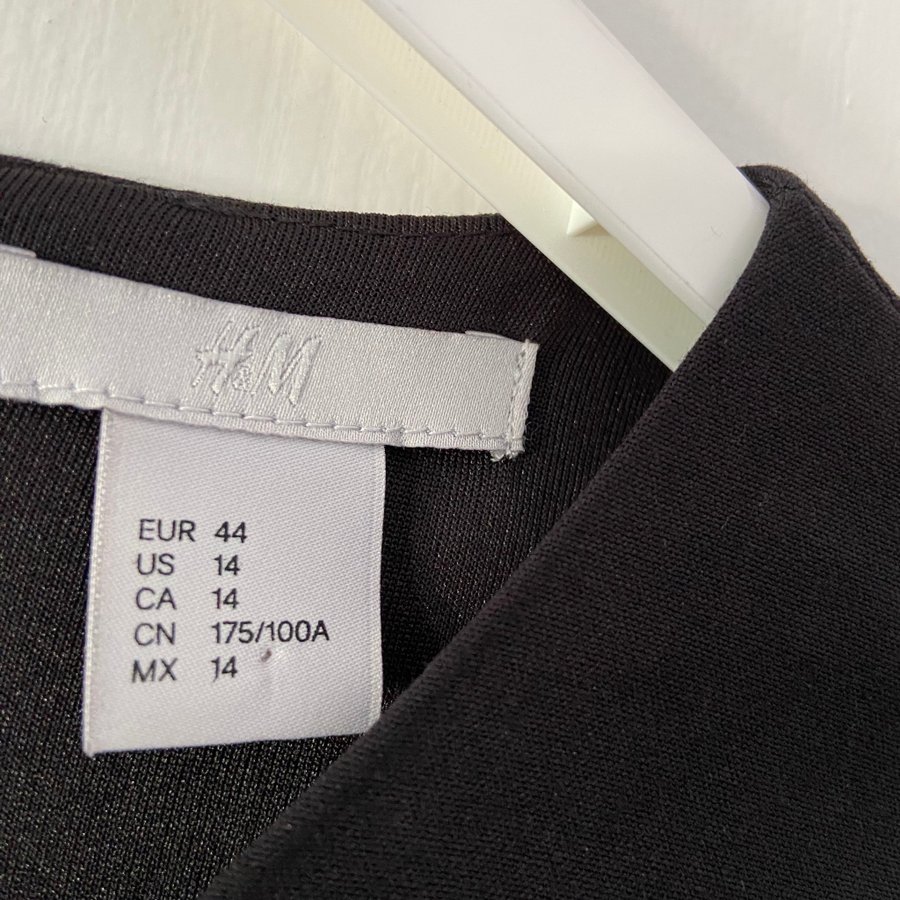 H&M
EUR 44
US 14
CA 14
CN 175/100A
MX 14